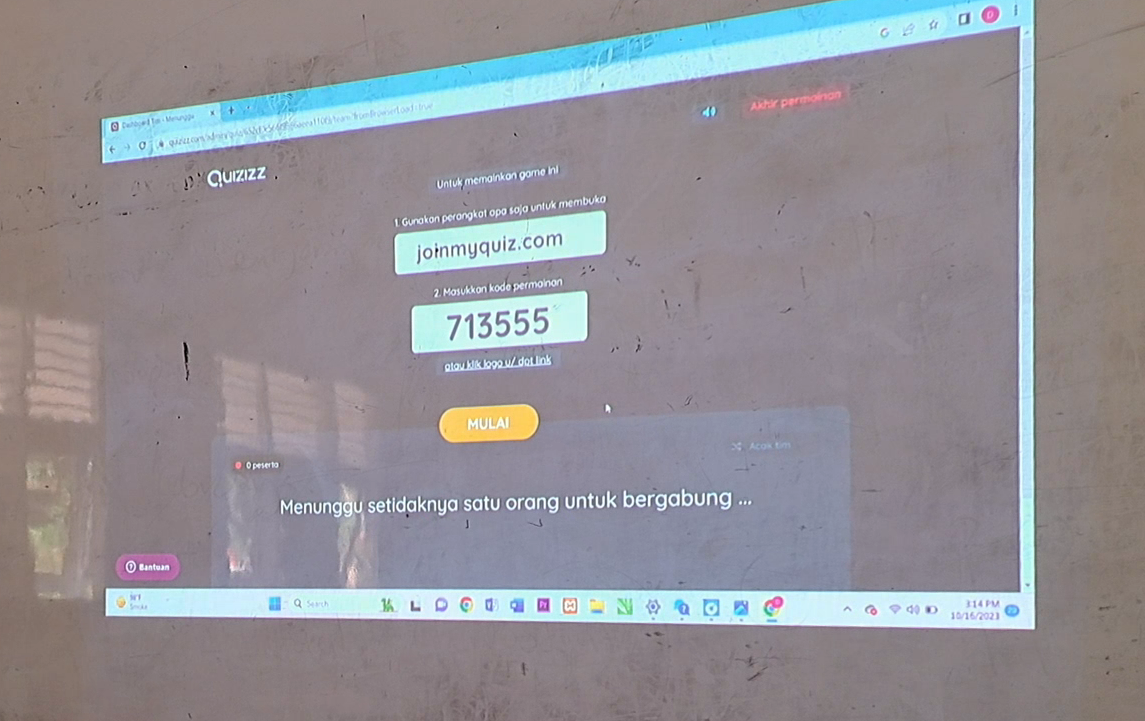 D
Akhir permainan
Quizizz
Untuk memainkan game ini
1. Gunakan perangkat apa saja untuk membuka
joinmyquiz.com
2. Masukkan kode permainan
713555
atau klik logo u/ dpt link
MULAI
Acak tim
0 peserta
Menunggu setidaknya satu orang untuk bergabung ...
Bantuan
Smoke
Search
3:14 PM
10/16/2023